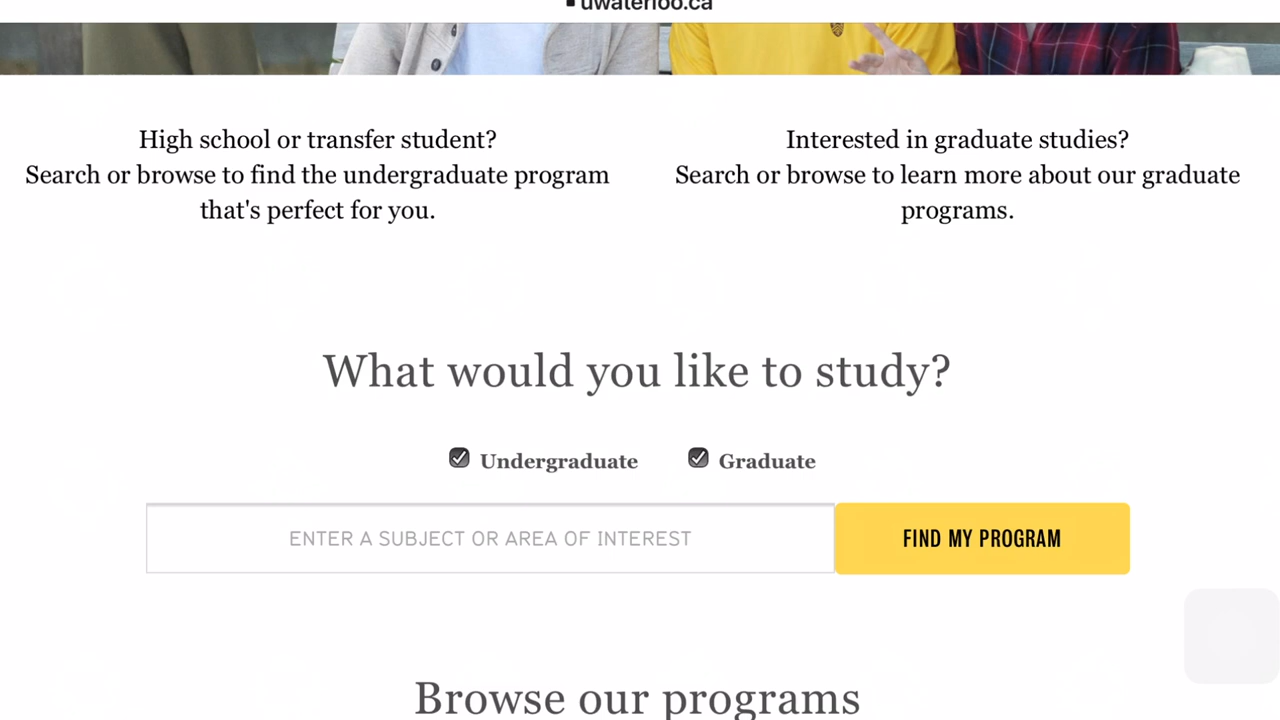 uwaterloo.ca
High school or transfer student?
Search or browse to find the undergraduate program
that's perfect for you.
Interested in graduate studies?
Search or browse to learn more about our graduate
programs.
What would you like to study?
Undergraduate
Graduate
ENTER A SUBJECT OR AREA OF INTEREST
FIND MY PROGRAM
Browse our programs